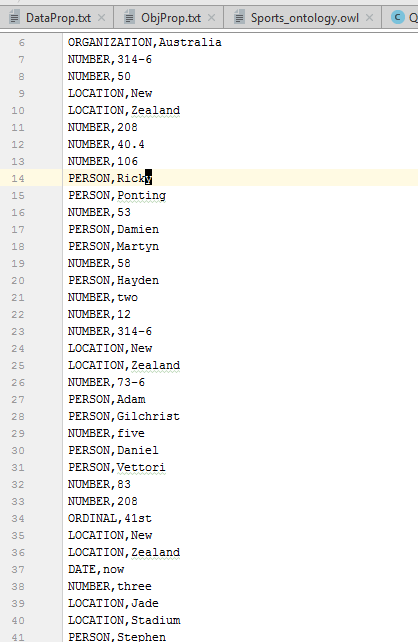 DataProp.txt ObjProp.txt Sports_ontology.owl C Q
6 ORGANIZATION,Australia
7 NUMBER,314-6
8 NUMBER,50
9 LOCATION,New
10 LOCATION,Zealand
11 NUMBER,208
12 NUMBER,40.4
13 NUMBER,106
14 PERSON,Ricky
15 PERSON,Ponting
16 NUMBER,53
17 PERSON,Damien
18 PERSON,Martyn
19 NUMBER,58
20 PERSON,Hayden
21 NUMBER,two
22 NUMBER,12
23 NUMBER,314-6
24 LOCATION,New
25 LOCATION,Zealand
26 NUMBER,73-6
27 PERSON,Adam
28 PERSON,Gilchrist
29 NUMBER,five
30 PERSON,Daniel
31 PERSON,Vettori
32 NUMBER,83
33 NUMBER,208
34 ORDINAL,41st
35 LOCATION,New
36 LOCATION,Zealand
37 DATE,now
38 NUMBER,three
39 LOCATION,Jade
40 LOCATION,Stadium
41 PERSON,Stephen